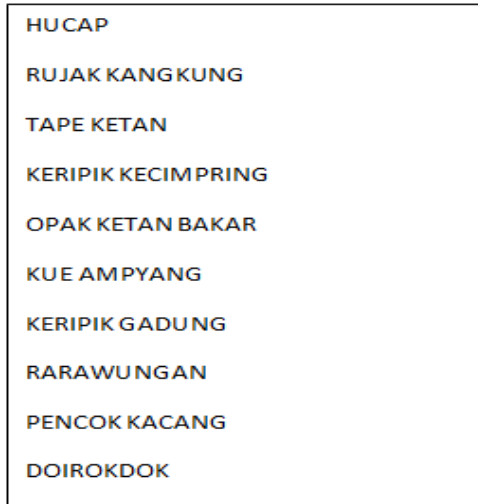 HUCAP
RUJAK KANGKUNG
TAPE KETAN
KERIPIK KECIMPRING
OPAK KETAN BAKAR
KUE AMPYANG
KERIPIK GADUNG
RARAWUNGAN
PENCOK KACANG
DOIROKDOK